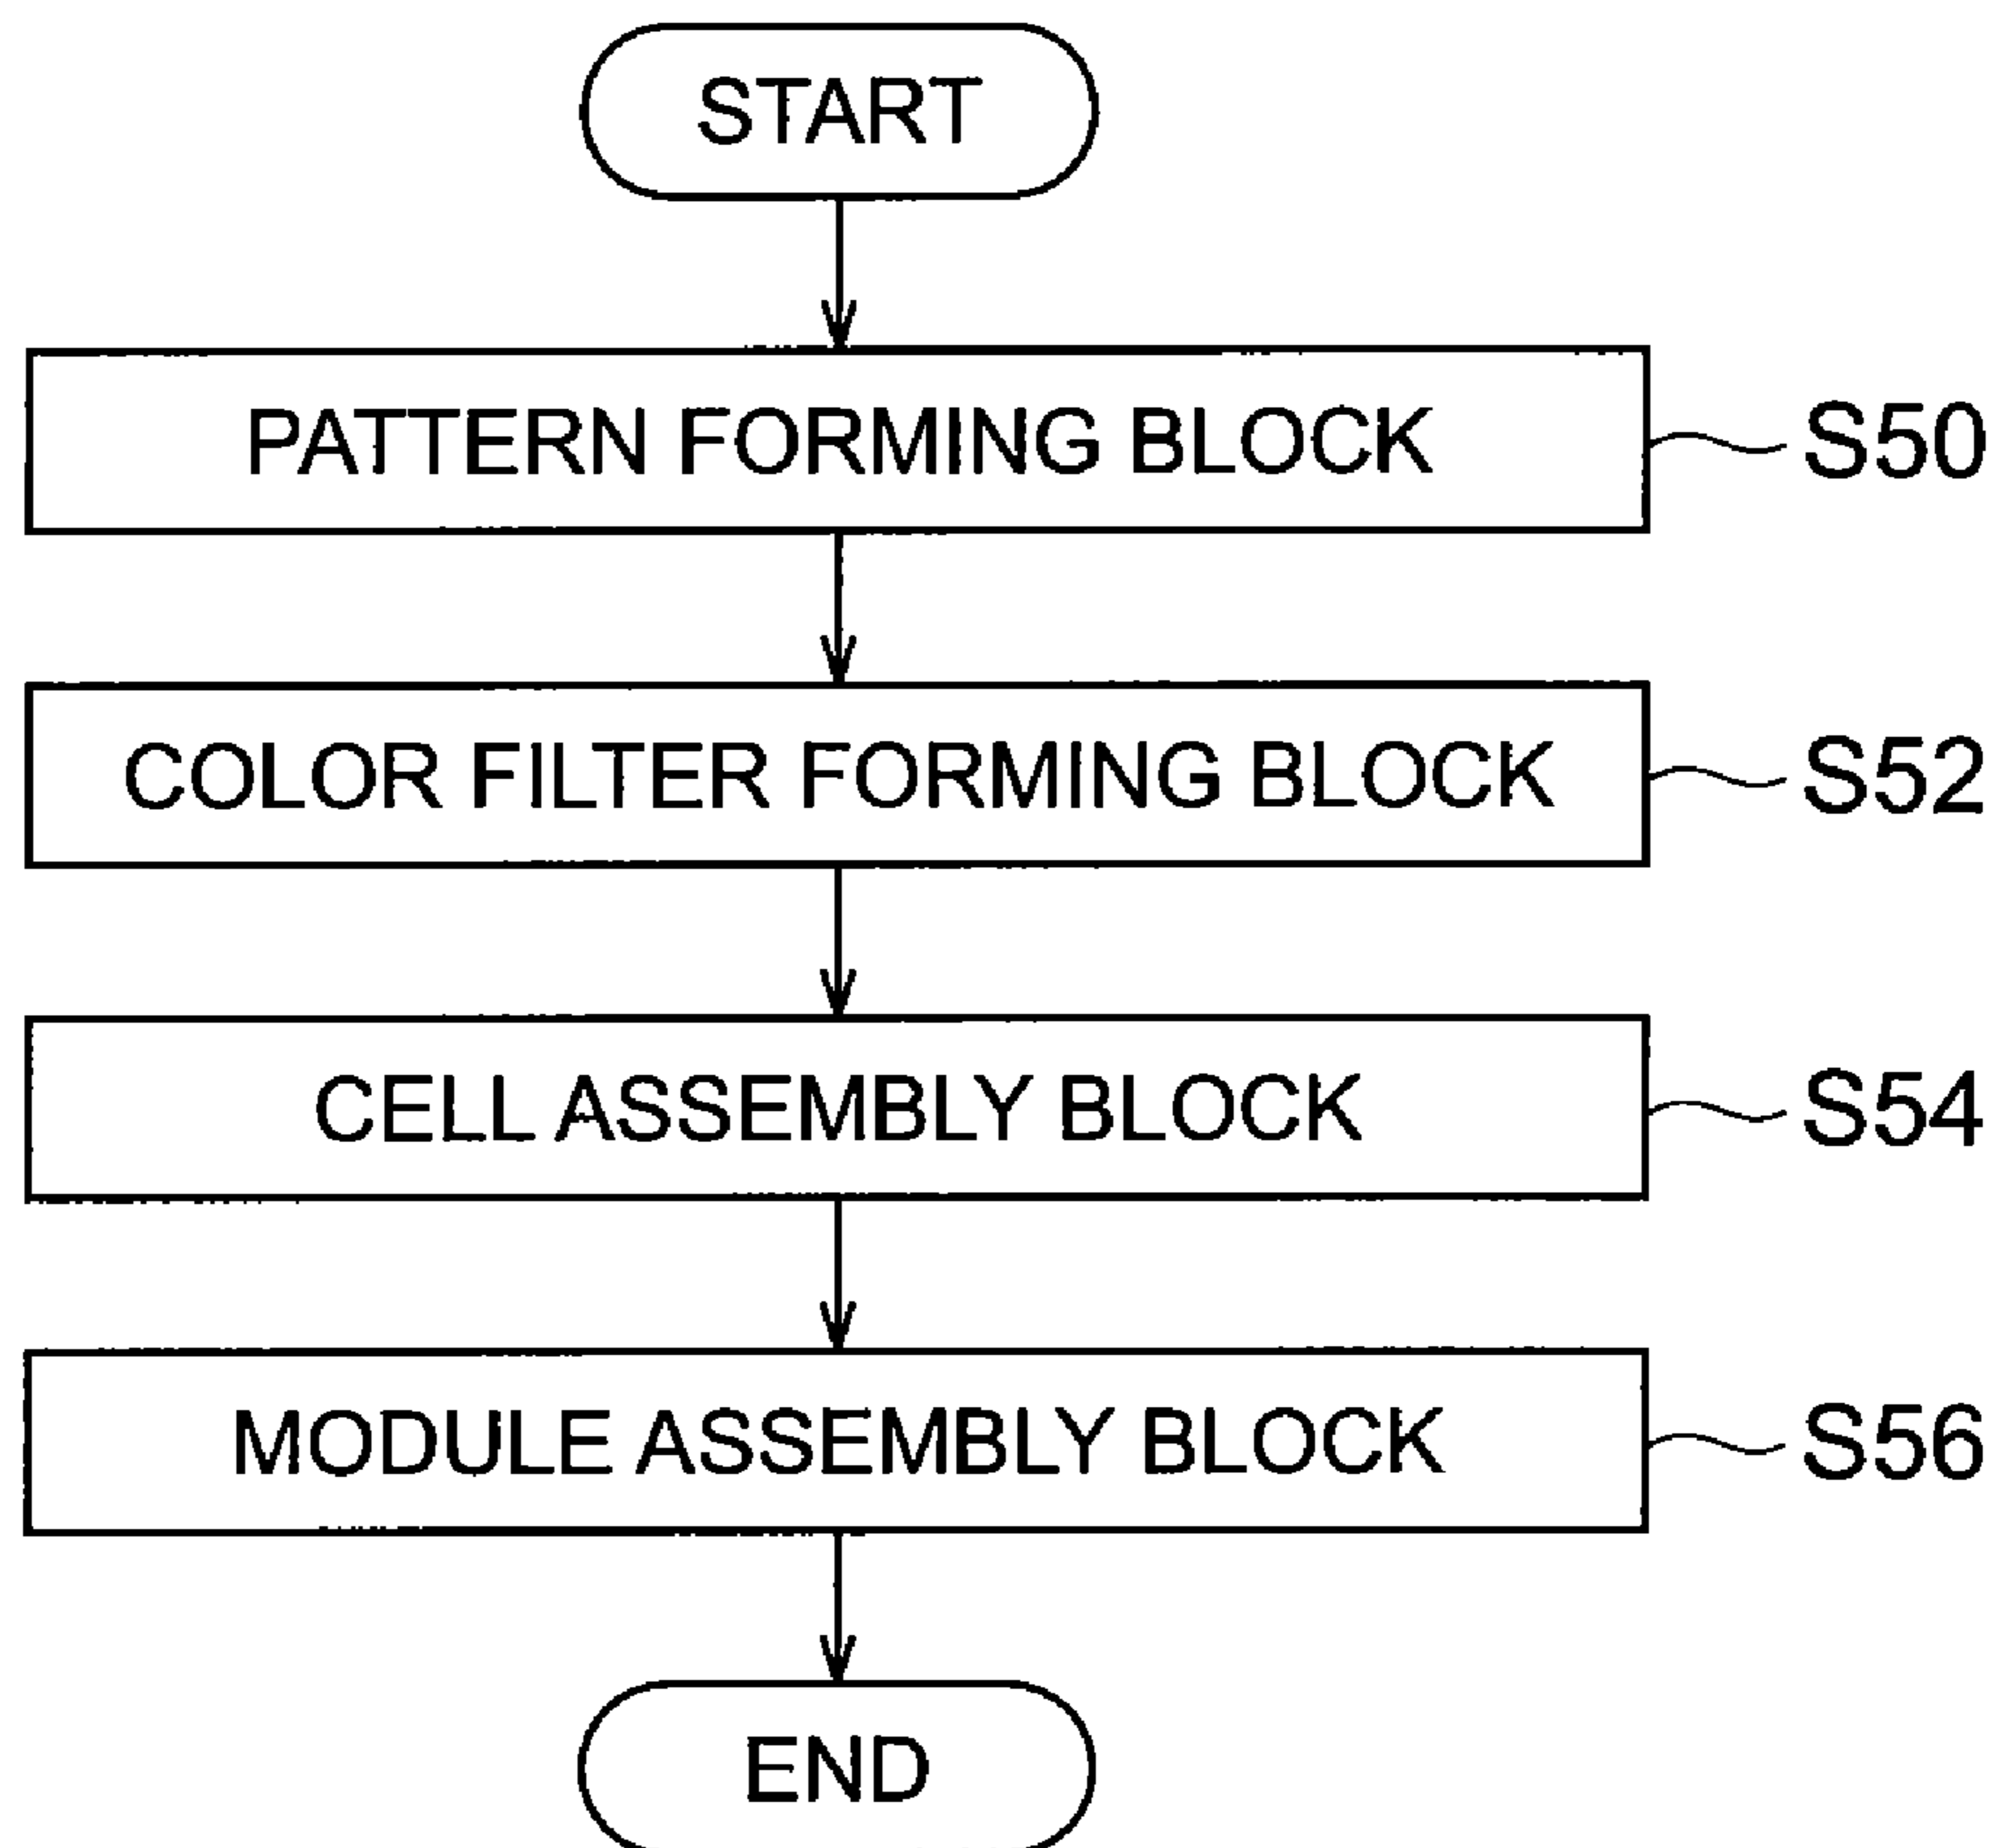 START
PATTERN FORMING BLOCK S50
COLOR FILTER FORMING BLOCK S52
CELL ASSEMBLY BLOCK S54
MODULE ASSEMBLY BLOCK S56
END